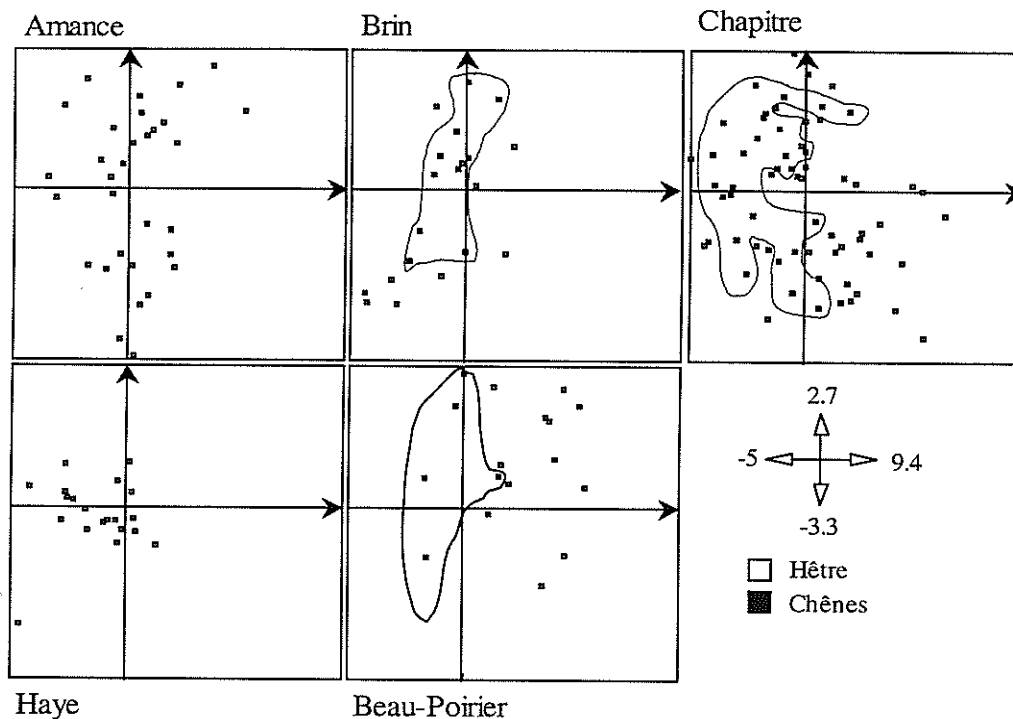 Amance
Brin
Chapitre
2.7
-5
9.4
-3.3
Hêtre
Chênes
Haye
Beau-Poirier